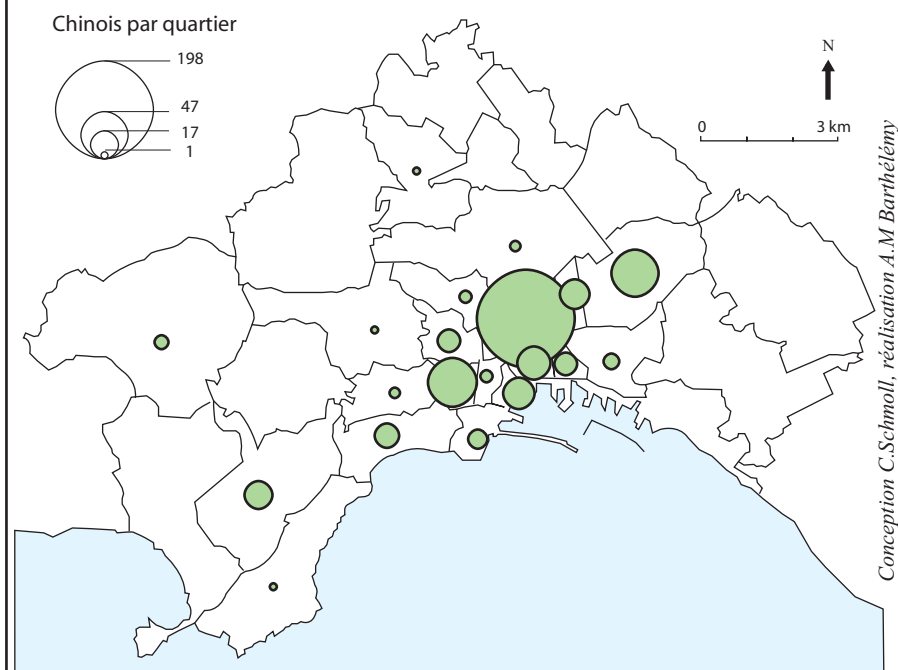 Chinois par quartier
198
47
17
1
N
0 3 km
Conception C.Schmoll, réalisation A.M Barthélémy